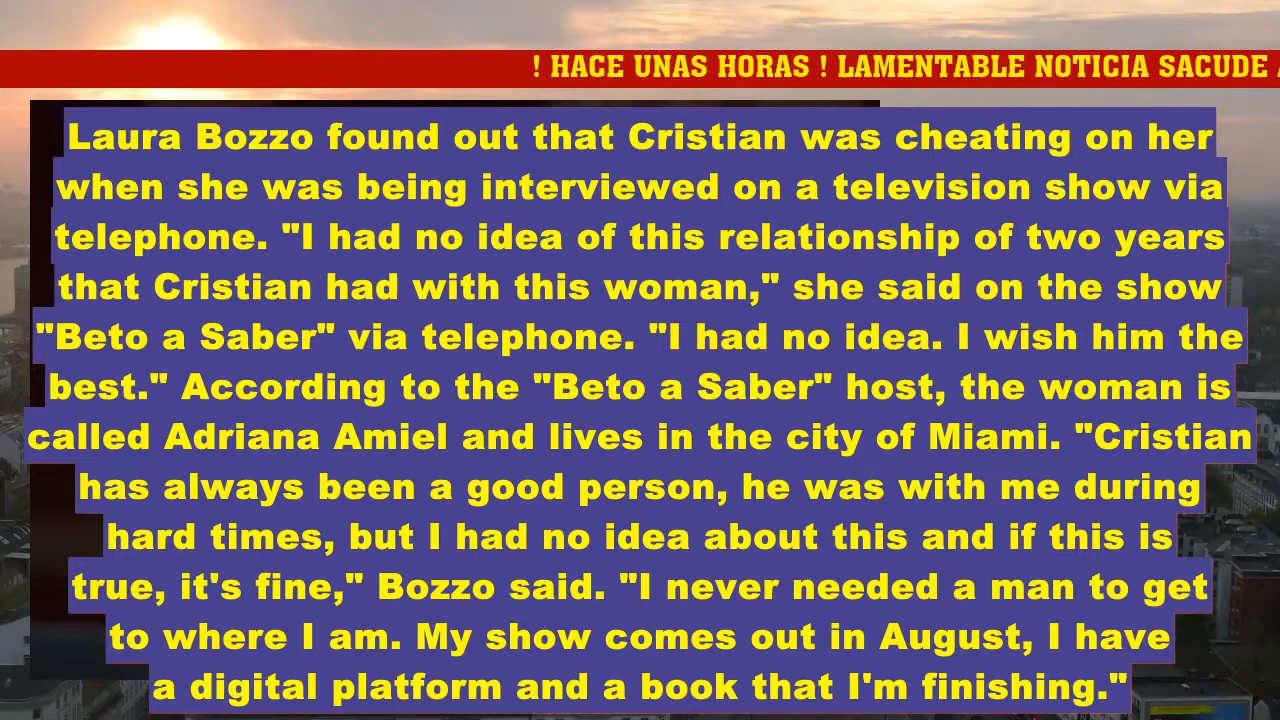 ! HACE UNAS HORAS ! LAMENTABLE NOTICIA SACUDE
Laura Bozzo found out that Cristian was cheating on her
when she was being interviewed on a television show via
telephone. "I had no idea of this relationship of two years
that Cristian had with this woman," she said on the show
"Beto a Saber" via telephone. "I had no idea. I wish him the
best." According to the "Beto a Saber" host, the woman is
called Adriana Amiel and lives in the city of Miami. "Cristian
has always been a good person, he was with me during
hard times, but I had no idea about this and if this is
true, it's fine," Bozzo said. "I never needed a man to get
to where I am. My show comes out in August, I have
a digital platform and a book that I'm finishing."